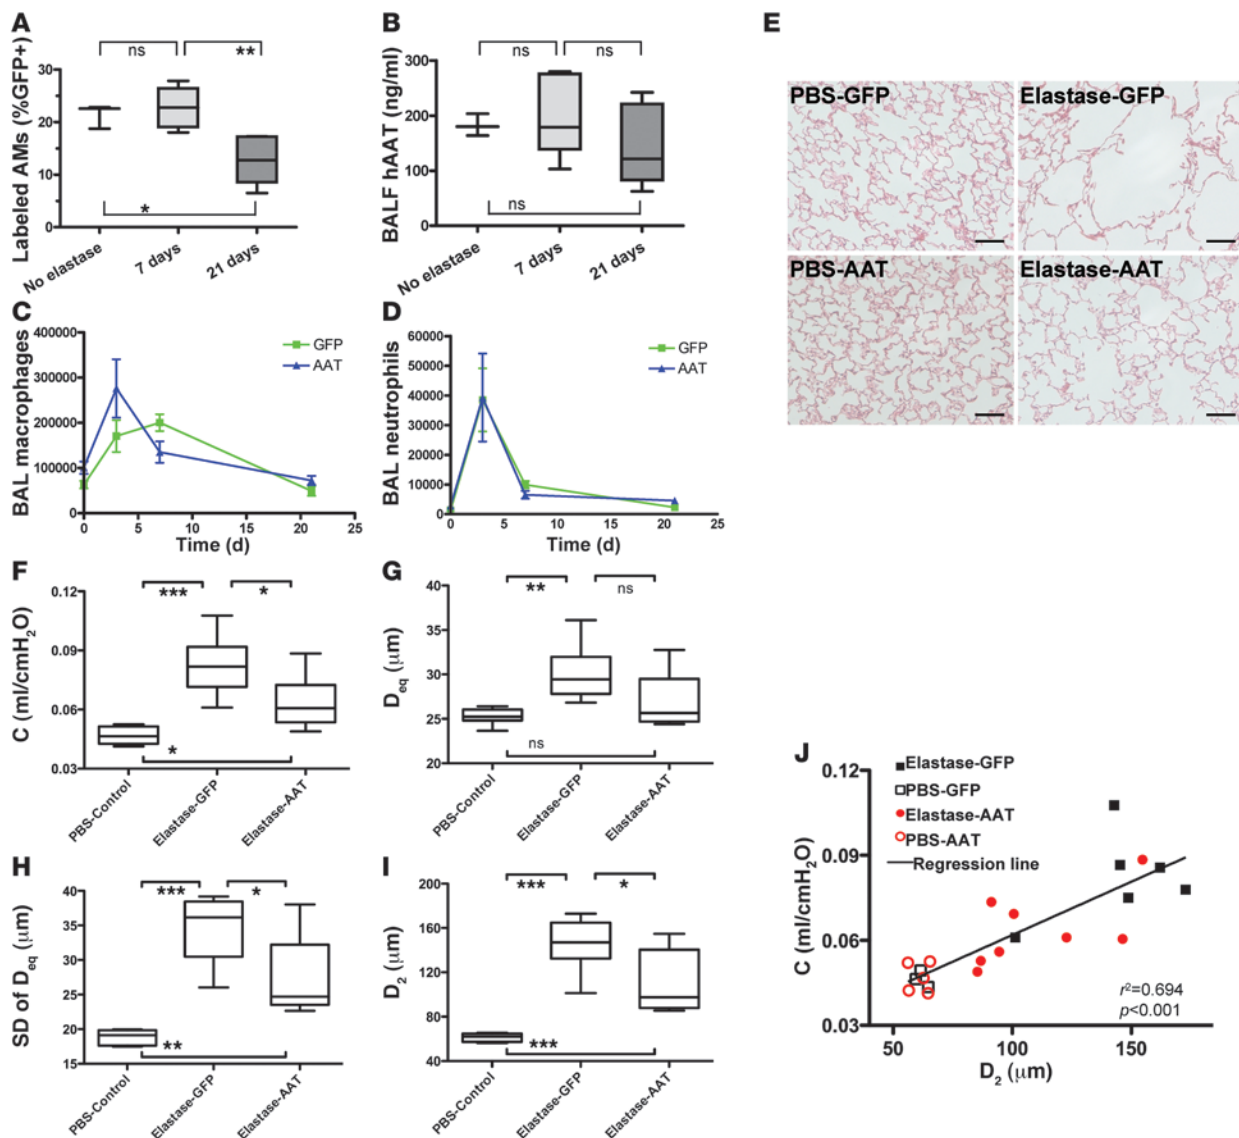 A
Labeled AMs (%GFP+)
30
20
10
0
ns
**
*
No elastase
7 days
21 days
B
BALF hAAT (ng/ml)
300
200
100
0
ns
ns
ns
No elastase
7 days
21 days
C
BAL macrophages
400000
300000
200000
100000
0
0
5
10
15
20
25
Time (d)
GFP
AAT
D
BAL neutrophils
60000
50000
40000
30000
20000
10000
0
0
5
10
15
20
25
Time (d)
GFP
AAT
E
PBS-GFP
Elastase-GFP
PBS-AAT
Elastase-AAT
F
C (ml/cmH2O)
0.12
0.09
0.06
0.03
***
*
*
PBS-Control
Elastase-GFP
Elastase-AAT
G
Deq (μm)
40
35
30
25
20
**
ns
ns
PBS-Control
Elastase-GFP
Elastase-AAT
H
SD of Deq (μm)
40
35
30
25
20
15
***
*
**
PBS-Control
Elastase-GFP
Elastase-AAT
I
D2 (μm)
200
160
120
80
40
***
*
***
PBS-Control
Elastase-GFP
Elastase-AAT
J
C (ml/cmH2O)
0.12
0.09
0.06
0.03
Elastase-GFP
PBS-GFP
Elastase-AAT
PBS-AAT
Regression line
r2=0.694
p<0.001
50
100
150
D2 (μm)